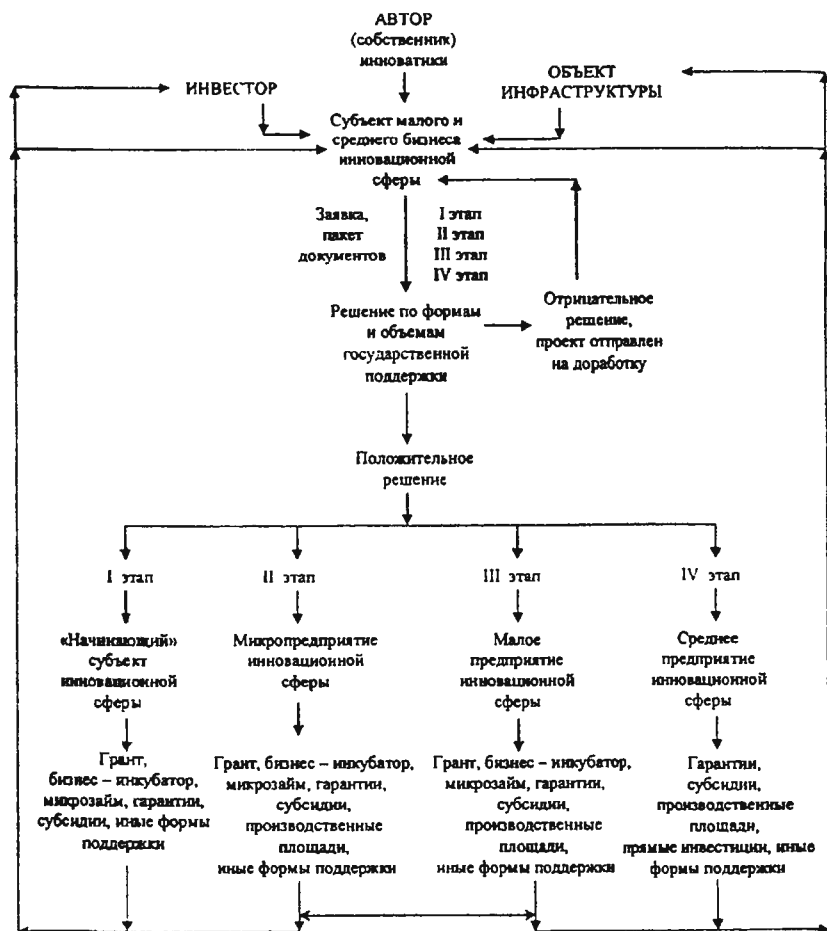 АВТОР
(собственник)
инноватики
ИНВЕСТОР
ОБЪЕКТ
ИНФРАСТРУКТУРЫ
Субъект малого и
среднего бизнеса
инновационной
сферы
Заявка,
пакет
документов
I этап
II этап
III этап
IV этап
Решение по формам
и объемам
государственной
поддержки
Отрицательное
решение,
проект отправлен
на доработку
Положительное
решение
I этап
II этап
III этап
IV этап
«Начинающий»
субъект
инновационной
сферы
Микропредприятие
инновационной
сферы
Малое
предприятие
инновационной
сферы
Среднее
предприятие
инновационной
сферы
Грант,
бизнес – инкубатор,
микрозайм, гарантии,
субсидии, иные формы
поддержки
Грант, бизнес – инкубатор,
микрозайм, гарантии,
субсидии,
производственные
площади,
иные формы поддержки
Грант, бизнес – инкубатор,
микрозайм, гарантии,
субсидии,
производственные
площади,
иные формы поддержки
Гарантии,
субсидии,
производственные
площади,
прямые инвестиции, иные
формы поддержки